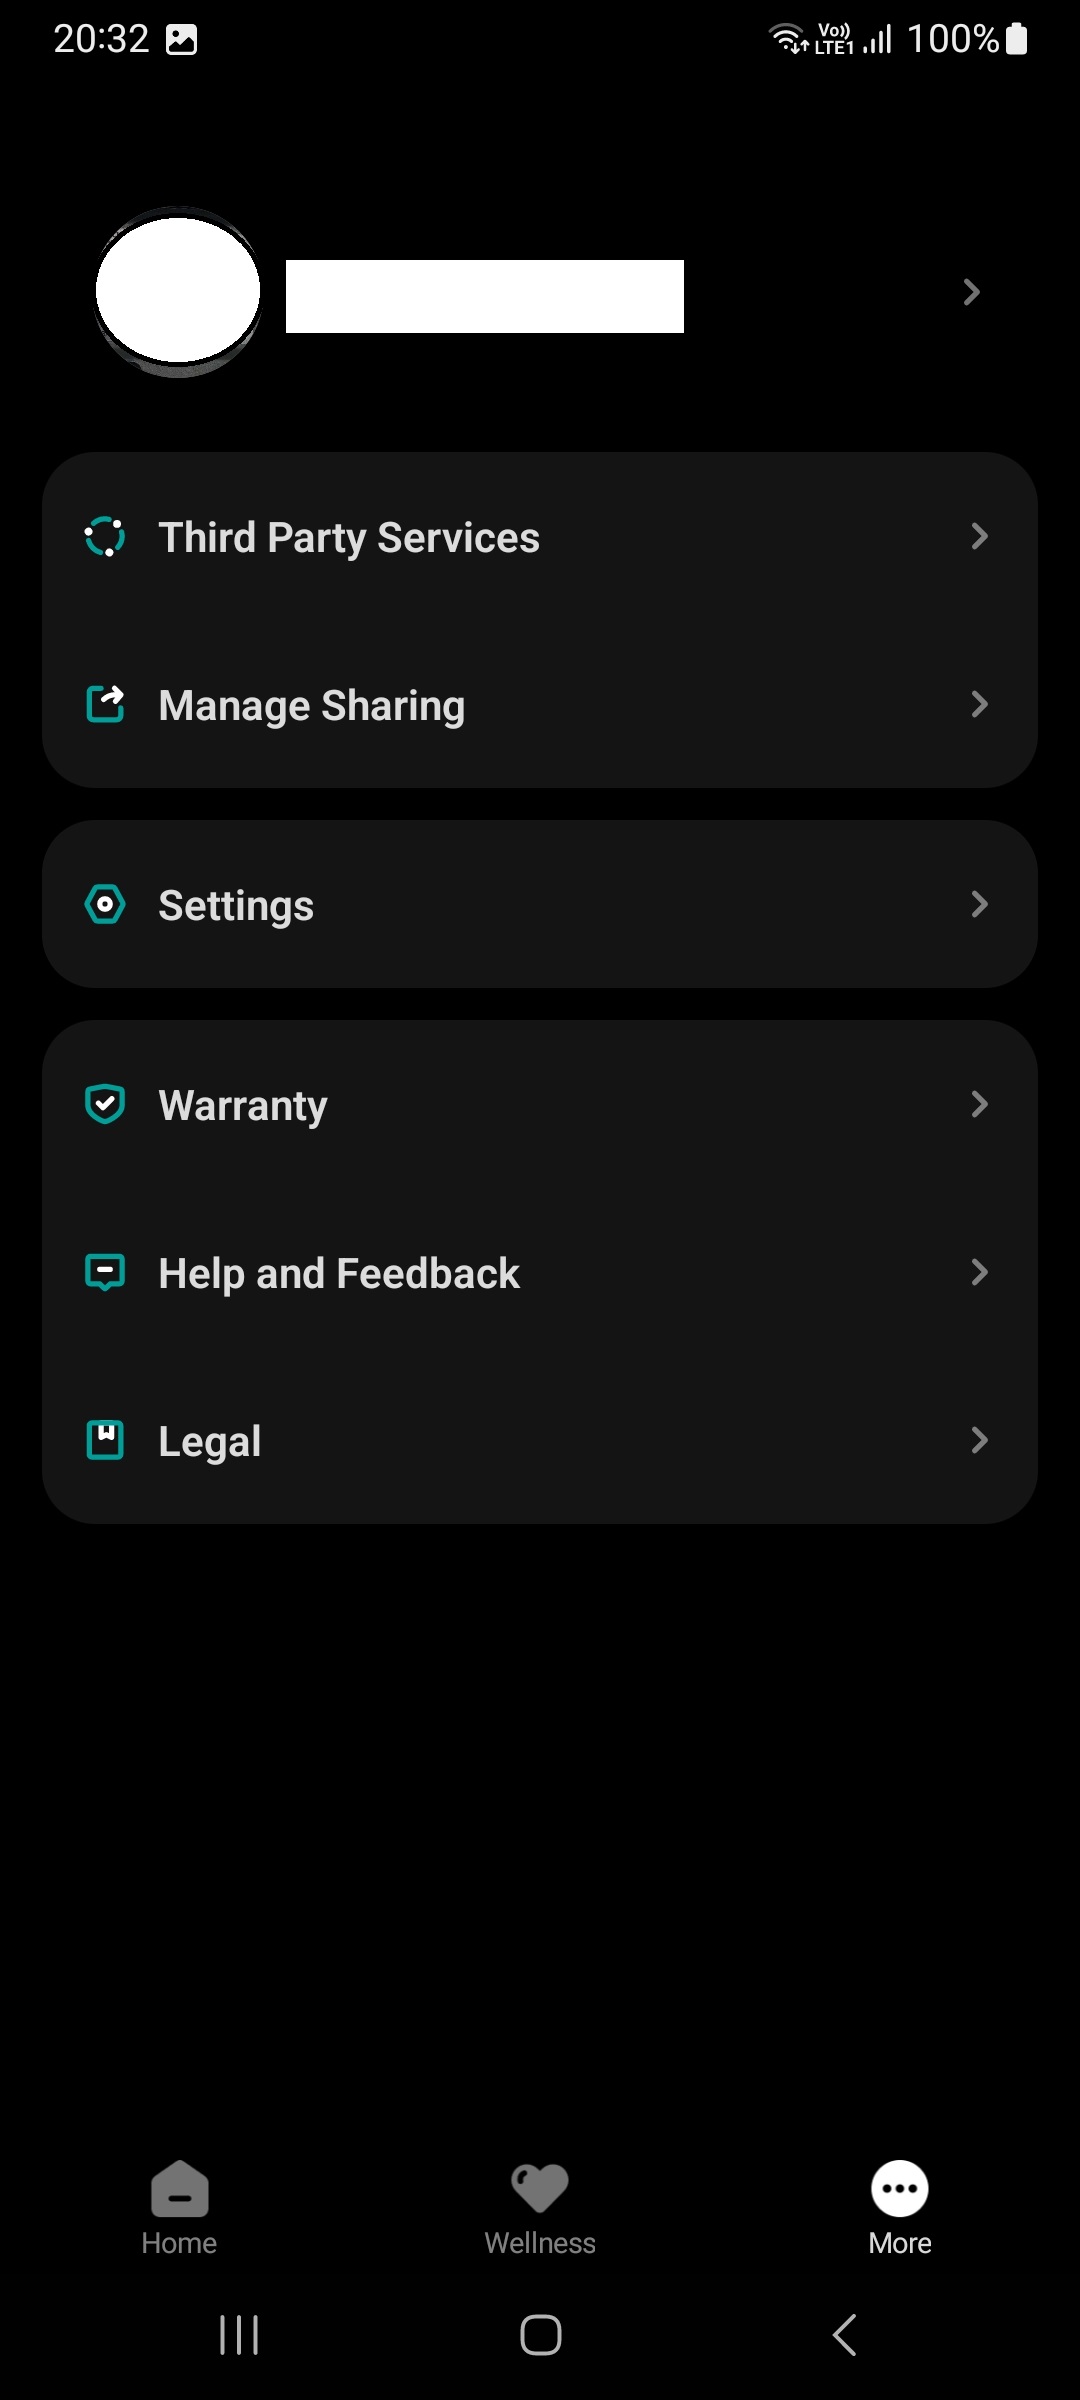 20:32 Vo)) LTE1 100%
Third Party Services
Manage Sharing
Settings
Warranty
Help and Feedback
Legal
Home Wellness More